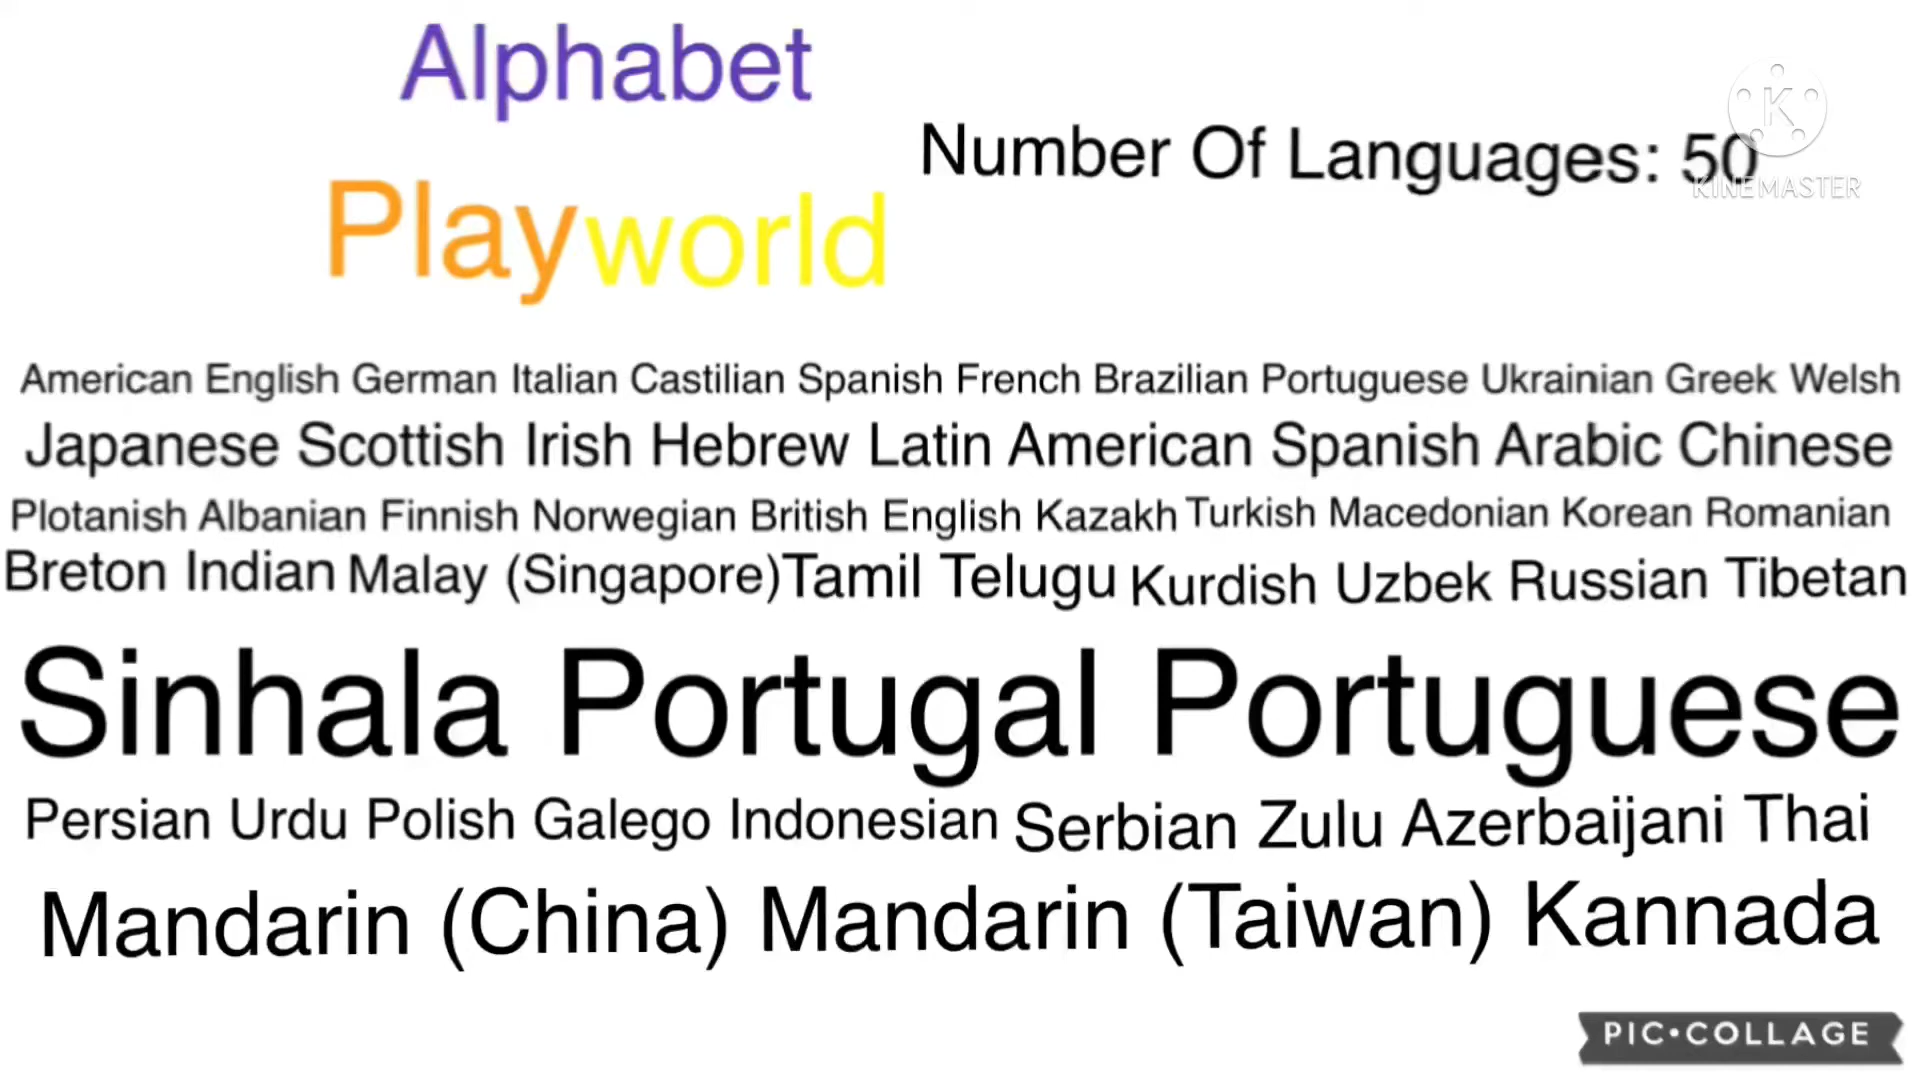 Alphabet
Number Of Languages: 50
KINEMASTER
Playworld
American English German Italian Castilian Spanish French Brazilian Portuguese Ukrainian Greek Welsh
Japanese Scottish Irish Hebrew Latin American Spanish Arabic Chinese
Plotanish Albanian Finnish Norwegian British English Kazakh Turkish Macedonian Korean Romanian
Breton Indian Malay (Singapore) Tamil Telugu Kurdish Uzbek Russian Tibetan
Sinhala Portugal Portuguese
Persian Urdu Polish Galego Indonesian Serbian Zulu Azerbaijani Thai
Mandarin (China) Mandarin (Taiwan) Kannada
PIC•COLLAGE